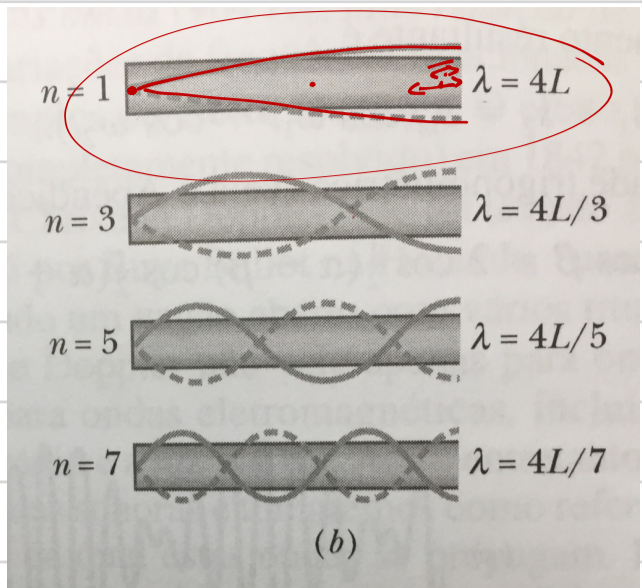 n = 1 λ = 4L
n = 3 λ = 4L/3
n = 5 λ = 4L/5
n = 7 λ = 4L/7
(b)